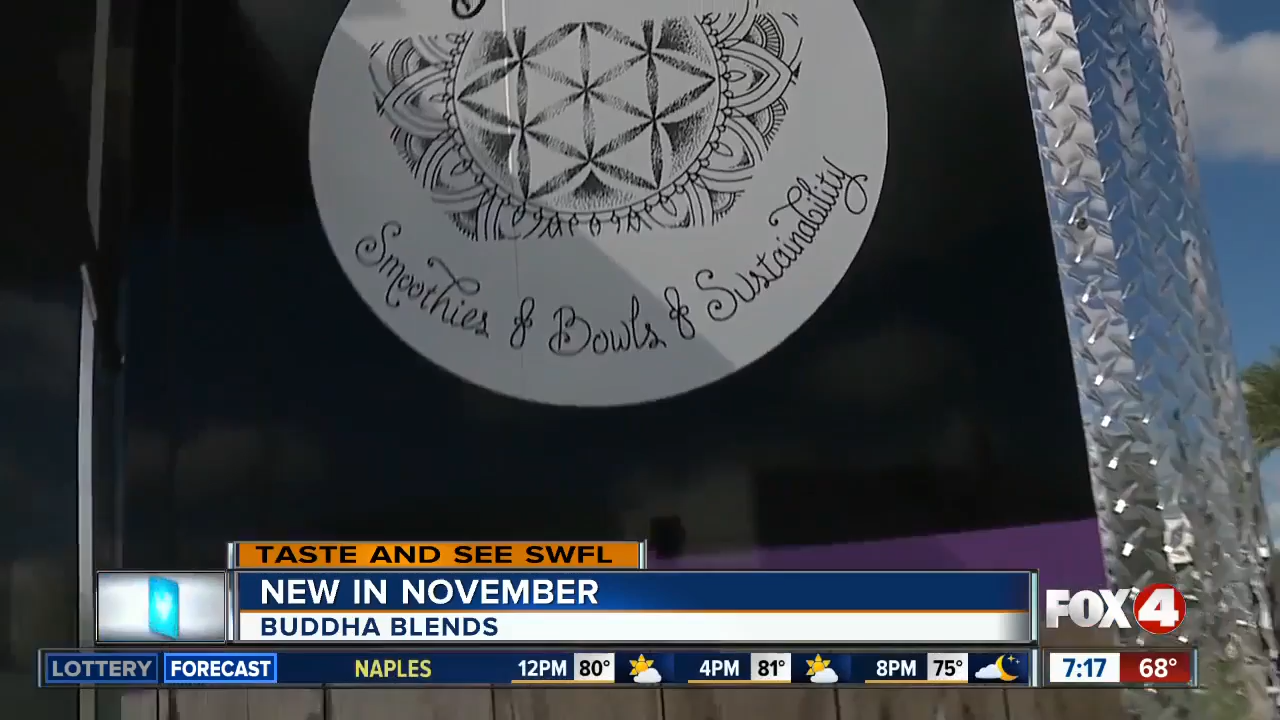 Smoothies & Bowls & Sustainability
TASTE AND SEE SWFL
NEW IN NOVEMBER
BUDDHA BLENDS
FOX 4
LOTTERY FORECAST NAPLES 12PM 80° 4PM 81° 8PM 75° 7:17 68°